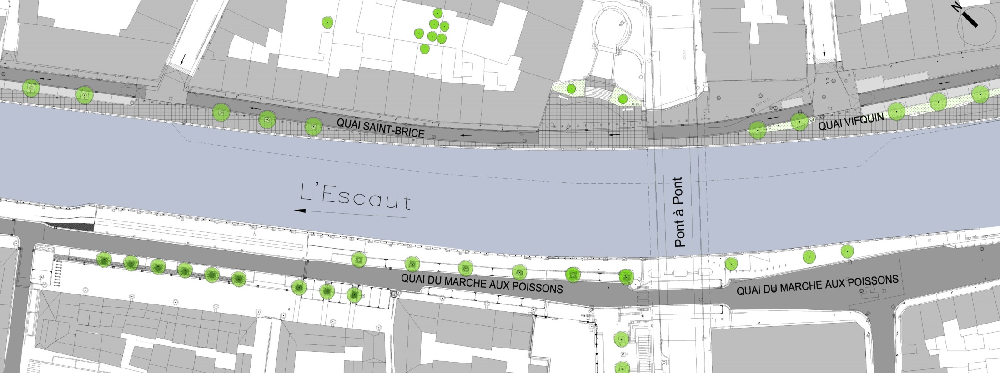 N
QUAI SAINT-BRICE
QUAI VIFQUIN
L'Escaut
Pont à Pont
QUAI DU MARCHE AUX POISSONS
QUAI DU MARCHE AUX POISSONS